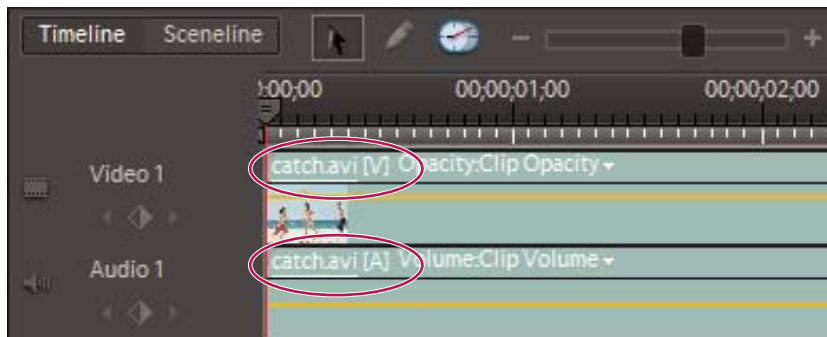 Timeline Sceneline
;00;00 00;00;01;00 00;00;02;00
Video 1
catch.avi [V] Opacity:Clip Opacity
Audio 1
catch.avi [A] Volume:Clip Volume